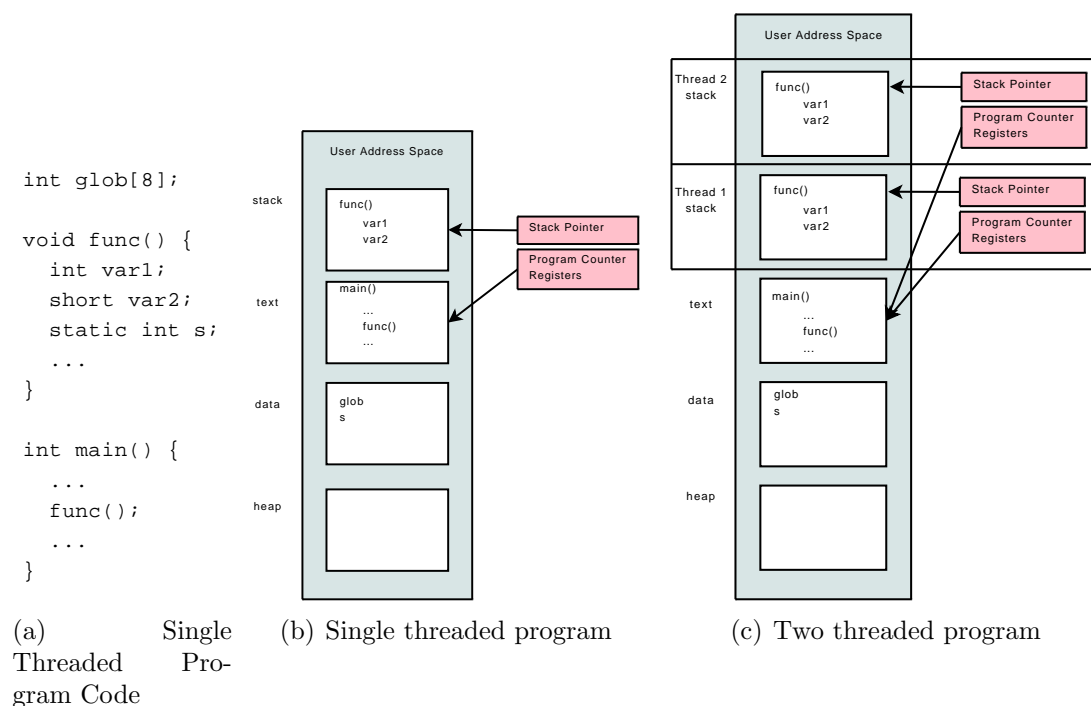 int glob[8];
void func() {
int var1;
short var2;
static int s;
...
}
int main() {
...
func();
...
}
(a) Single
Threaded Pro-
gram Code
User Address Space
stack
func()
var1
var2
Stack Pointer
Program Counter
Registers
text
main()
...
func()
...
data
glob
s
heap
(b) Single threaded program
User Address Space
Thread 2
stack
func()
var1
var2
Stack Pointer
Program Counter
Registers
Thread 1
stack
func()
var1
var2
Stack Pointer
Program Counter
Registers
text
main()
...
func()
...
data
glob
s
heap
(c) Two threaded program